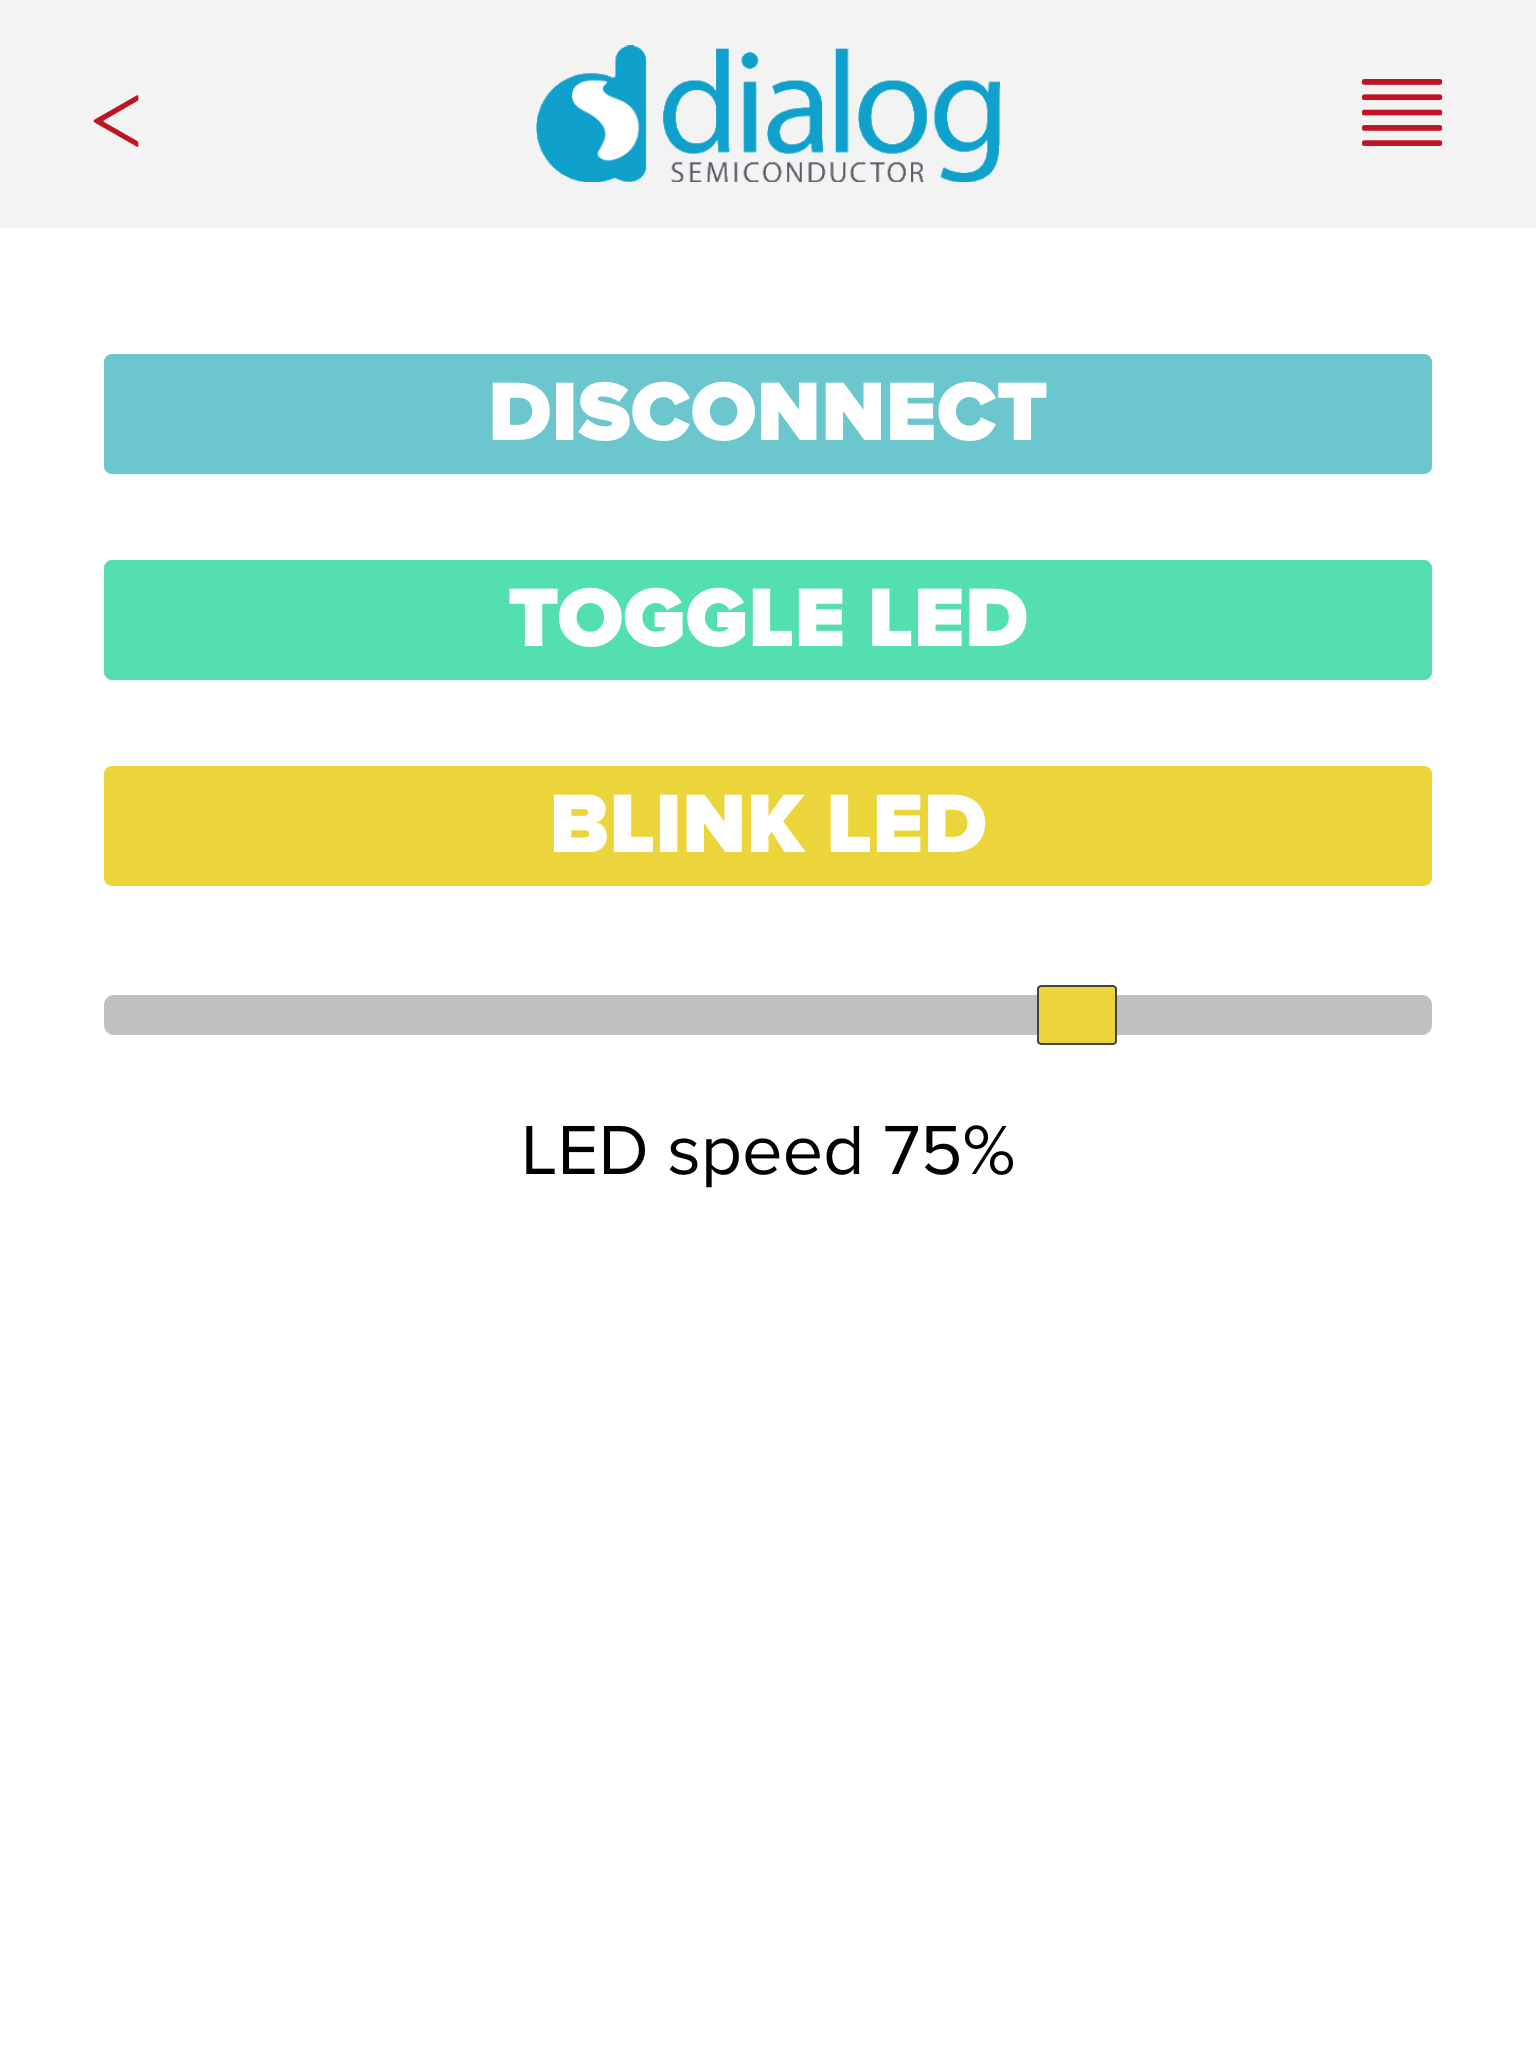 <
dialog
SEMICONDUCTOR
DISCONNECT
TOGGLE LED
BLINK LED
LED speed 75%